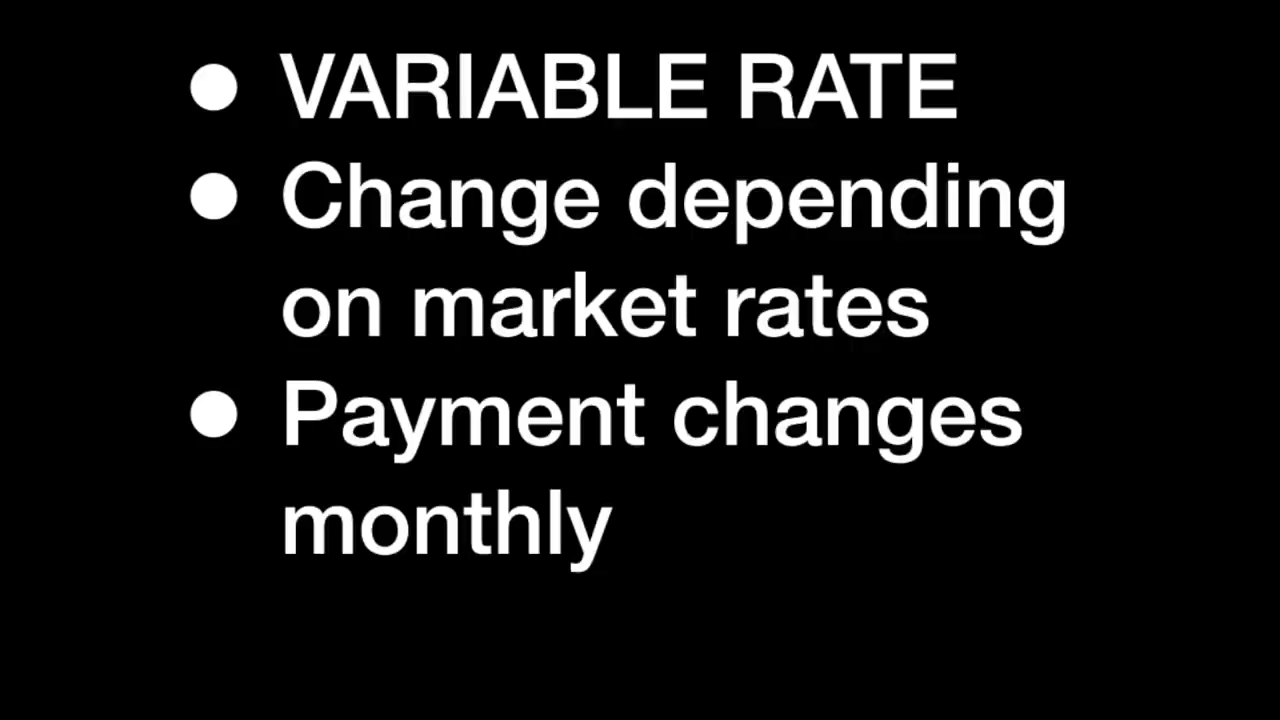 • VARIABLE RATE
• Change depending
on market rates
• Payment changes
monthly